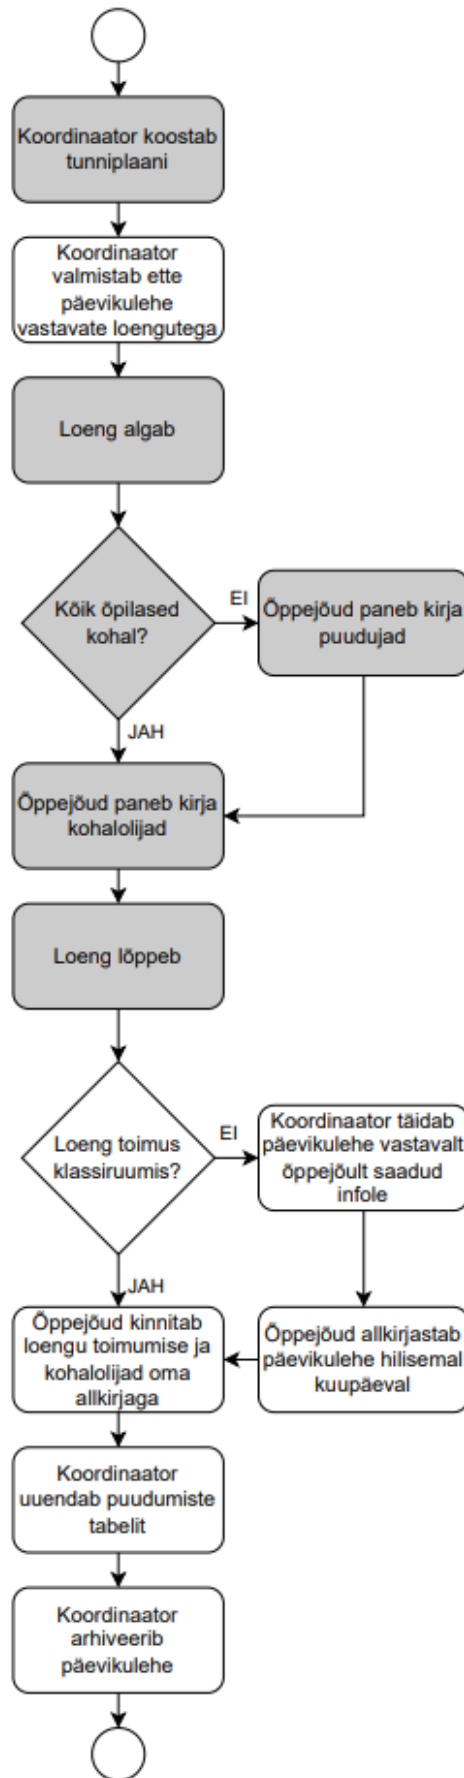 Koordinaator koostab
tunniplaani
Koordinaator
valmistab ette
päevikulehe
vastavate loengutega
Loeng algab
Kõik õpilased
kohal?
EI
Õppejõud paneb kirja
puudujad
JAH
Õppejõud paneb kirja
kohalolijad
Loeng lõppeb
Loeng toimus
klassiruumis?
EI
Koordinaator täidab
päevikulehe vastavalt
õppejõult saadud
infole
JAH
Õppejõud kinnitab
loengu toimumise ja
kohalolijad oma
allkirjaga
Õppejõud allkirjastab
päevikulehe hilisemal
kuupäeval
Koordinaator
uuendab puudumiste
tabelit
Koordinaator
arhiveerib
päevikulehe